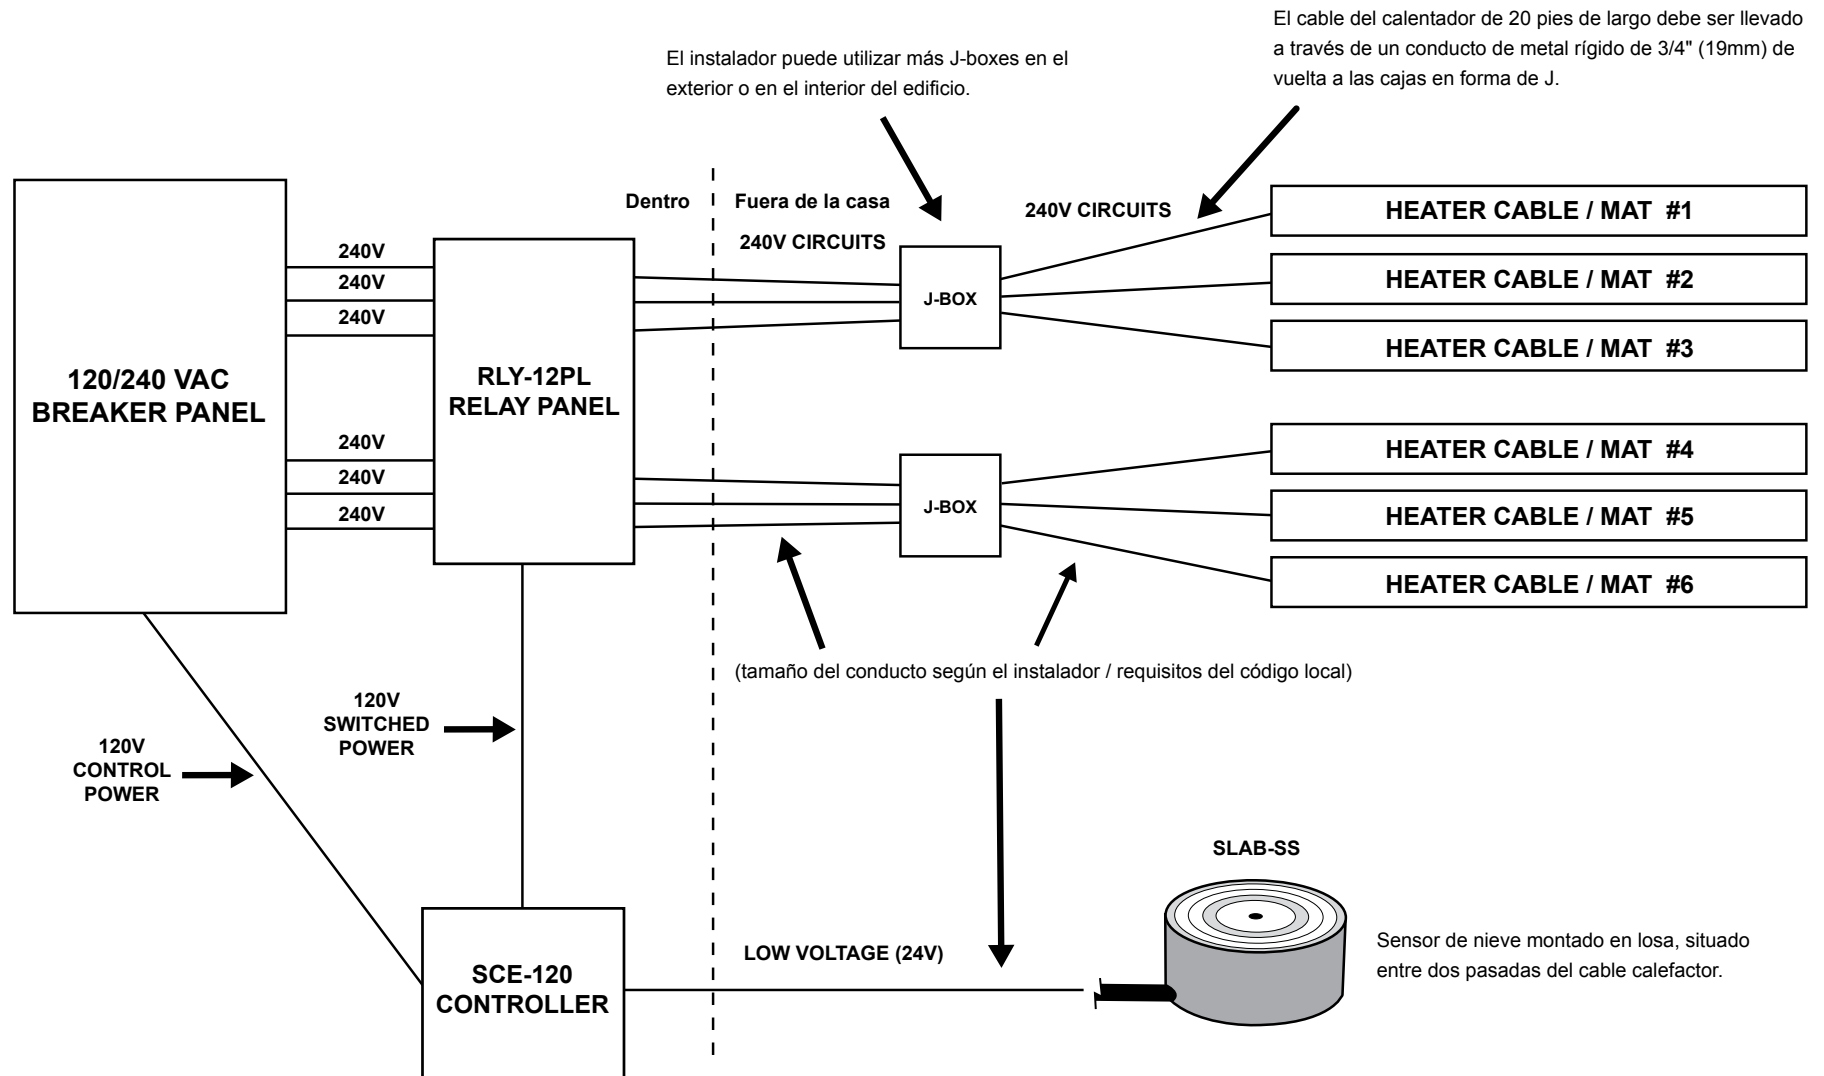 El cable del calentador de 20 pies de largo debe ser llevado
a través de un conducto de metal rígido de 3/4" (19mm) de
vuelta a las cajas en forma de J.
El instalador puede utilizar más J-boxes en el
exterior o en el interior del edificio.
Dentro
Fuera de la casa
240V CIRCUITS
240V CIRCUITS
HEATER CABLE / MAT #1
HEATER CABLE / MAT #2
HEATER CABLE / MAT #3
240V
240V
240V
J-BOX
120/240 VAC
BREAKER PANEL
RLY-12PL
RELAY PANEL
240V
240V
240V
J-BOX
HEATER CABLE / MAT #4
HEATER CABLE / MAT #5
HEATER CABLE / MAT #6
(tamaño del conducto según el instalador / requisitos del código local)
120V
SWITCHED
POWER
120V
CONTROL
POWER
SLAB-SS
LOW VOLTAGE (24V)
SCE-120
CONTROLLER
Sensor de nieve montado en losa, situado
entre dos pasadas del cable calefactor.